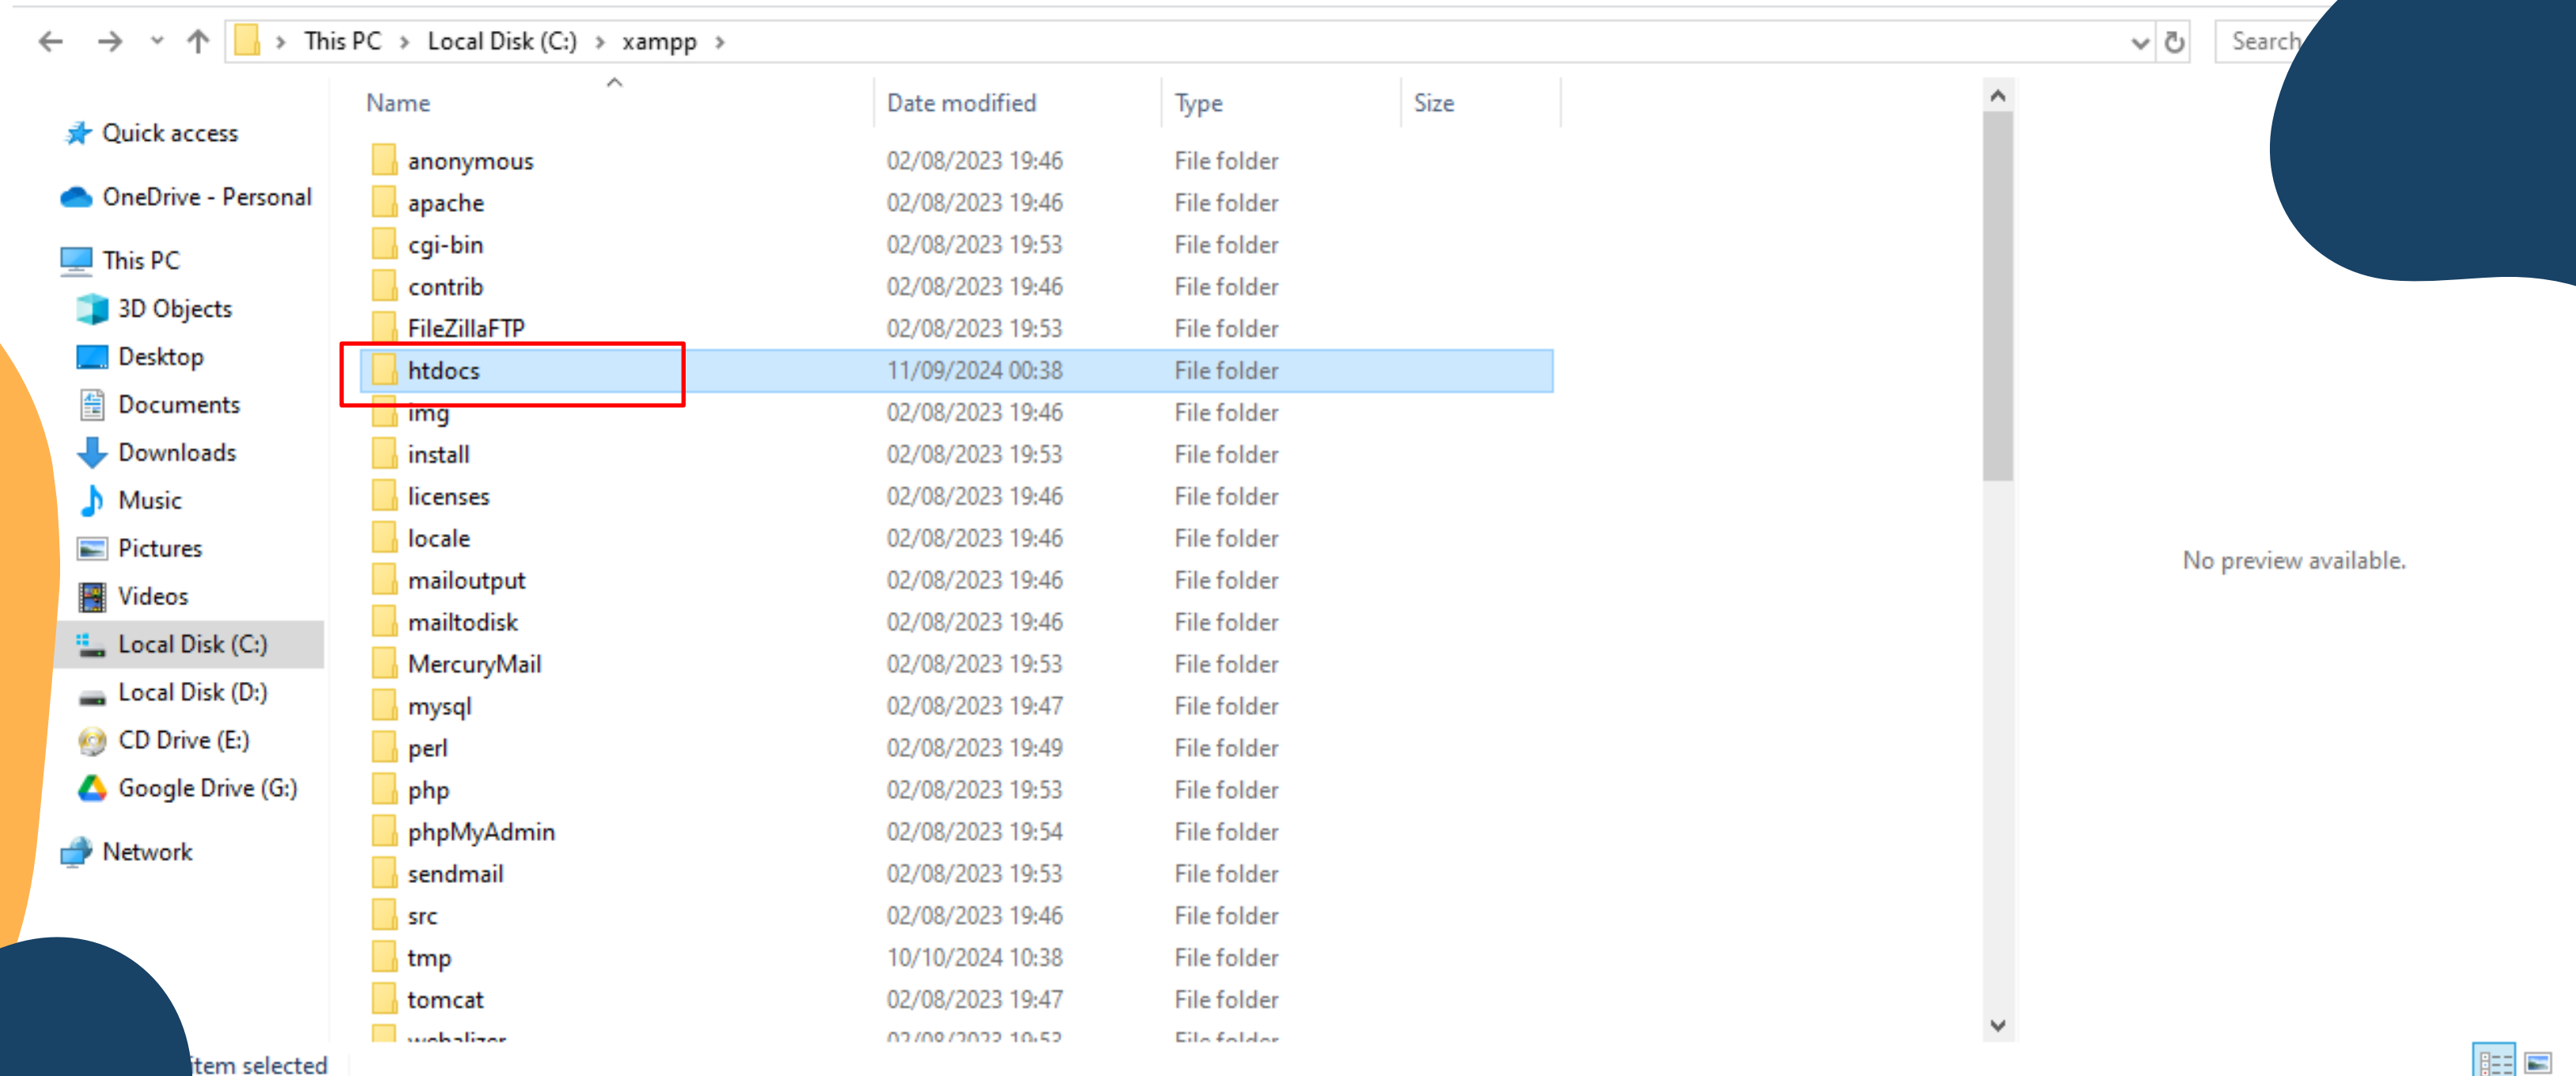 This PC > Local Disk (C:) > xampp >
Search
Name Date modified Type Size
Quick access
OneDrive - Personal
This PC
3D Objects
Desktop
Documents
Downloads
Music
Pictures
Videos
Local Disk (C:)
Local Disk (D:)
CD Drive (E:)
Google Drive (G:)
Network
anonymous 02/08/2023 19:46 File folder
apache 02/08/2023 19:46 File folder
cgi-bin 02/08/2023 19:53 File folder
contrib 02/08/2023 19:46 File folder
FileZillaFTP 02/08/2023 19:53 File folder
htdocs 11/09/2024 00:38 File folder
img 02/08/2023 19:46 File folder
install 02/08/2023 19:53 File folder
licenses 02/08/2023 19:46 File folder
locale 02/08/2023 19:46 File folder
mailoutput 02/08/2023 19:46 File folder
mailtodisk 02/08/2023 19:46 File folder
MercuryMail 02/08/2023 19:53 File folder
mysql 02/08/2023 19:47 File folder
perl 02/08/2023 19:49 File folder
php 02/08/2023 19:53 File folder
phpMyAdmin 02/08/2023 19:54 File folder
sendmail 02/08/2023 19:53 File folder
src 02/08/2023 19:46 File folder
tmp 10/10/2024 10:38 File folder
tomcat 02/08/2023 19:47 File folder
webalizer 02/08/2023 19:53 File folder
No preview available.
item selected